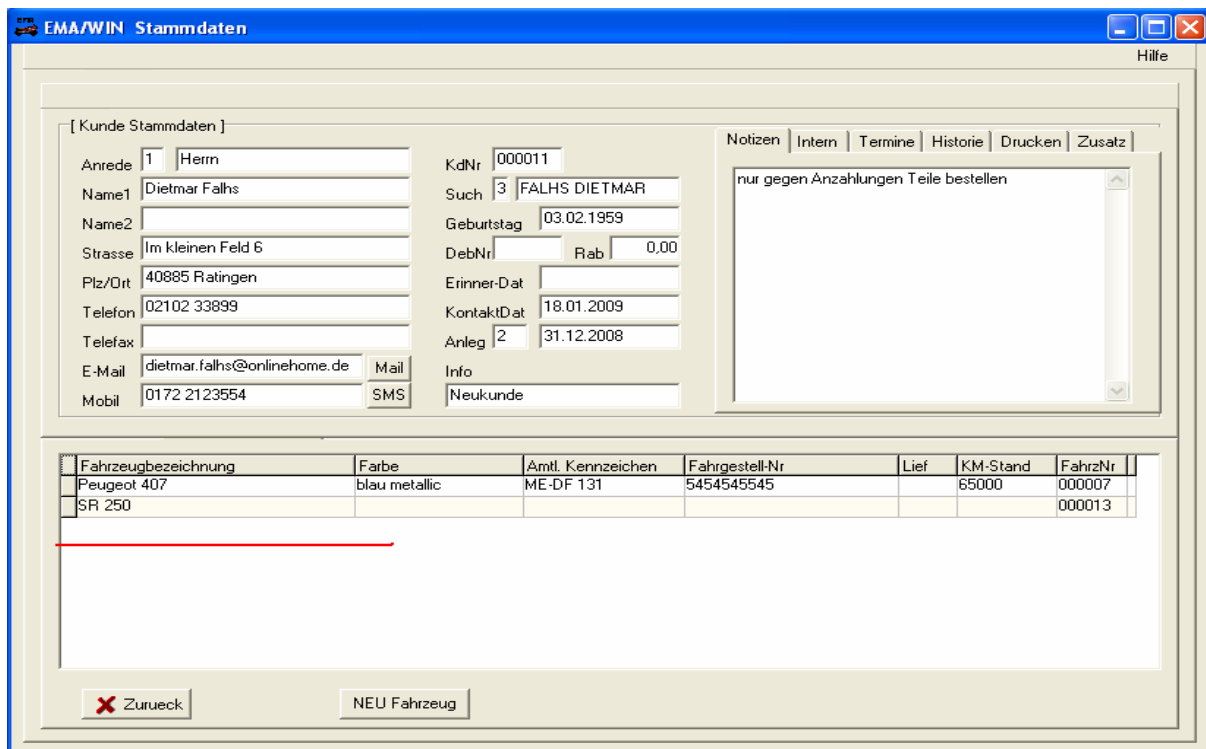 EMA/WIN Stammdaten
Hilfe
[ Kunde Stammdaten ]
Anrede 1 Herrn
Name1 Dietmar Falhs
Name2
Strasse Im kleinen Feld 6
Plz/Ort 40885 Ratingen
Telefon 02102 33899
Telefax
E-Mail dietmar.falhs@onlinehome.de Mail
Mobil 0172 2123554 SMS
KdNr 000011
Such 3 FALHS DIETMAR
Geburtstag 03.02.1959
DebNr Rab 0,00
Erinner-Dat
KontaktDat 18.01.2009
Anleg 2 31.12.2008
Info
Neukunde
Notizen Intern Termine Historie Drucken Zusatz
nur gegen Anzahlungen Teile bestellen
Fahrzeugbezeichnung Farbe Amtl. Kennzeichen Fahrgestell-Nr Lief KM-Stand FahrzNr
Peugeot 407 blau metallic ME-DF 131 5454545545 65000 000007
SR 250 000013
Zurueck NEU Fahrzeug